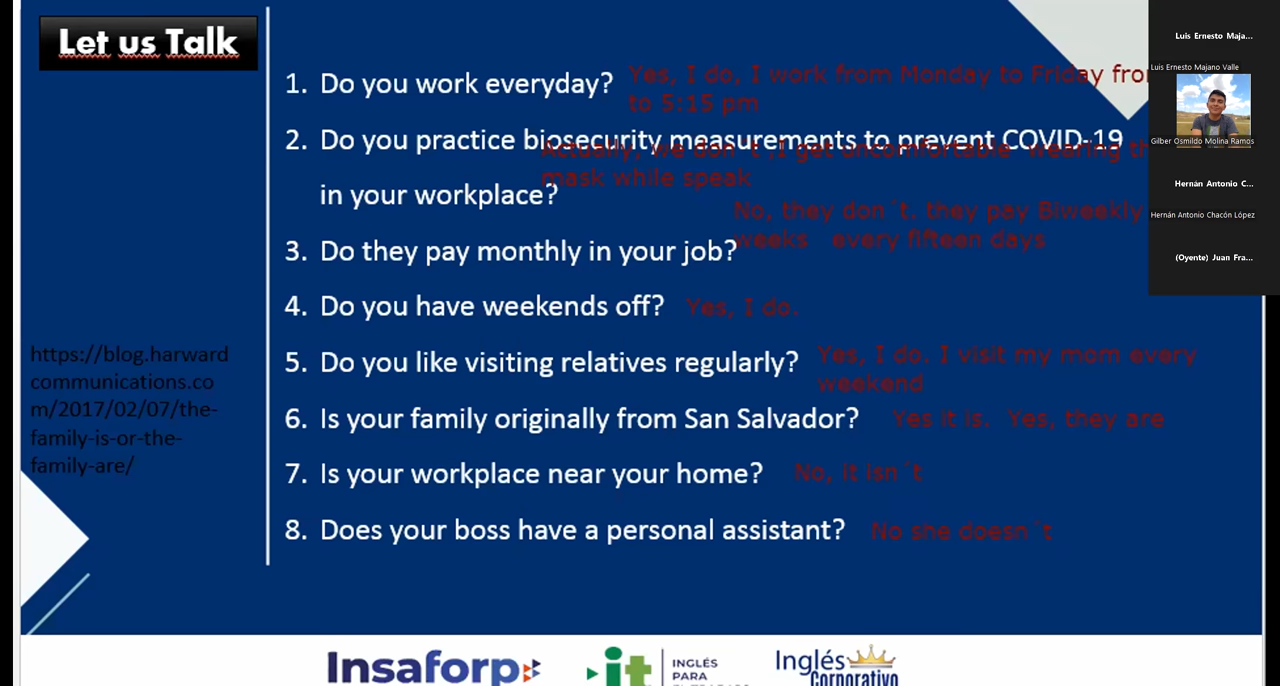 Let us Talk
1. Do you work everyday?
Yes, I do, I work from Monday to Friday
to 5:15 pm
2. Do you practice biosecurity measurements to prevent COVID-19
Actually, we don´t ,I get uncomfortable wearing
mask while speak
in your workplace?
No, they don´t. they pay Biweekly
weeks every fifteen days
3. Do they pay monthly in your job?
4. Do you have weekends off?
Yes, I do.
5. Do you like visiting relatives regularly?
Yes, I do. I visit my mom every
weekend
6. Is your family originally from San Salvador?
Yes it is. Yes, they are
7. Is your workplace near your home?
No, it isn´t
8. Does your boss have a personal assistant?
No she doesn´t
https://blog.harward
communications.co
m/2017/02/07/the-
family-is-or-the-
family-are/
Luis Ernesto Maja...
Luis Ernesto Majano Valle
Gilber Osmildo Molina Ramos
Hernán Antonio C...
Hernán Antonio Chacón López
(Oyente) Juan Fra...
Insaforp
it
INGLÉS
PARA
Inglés
Corporativo